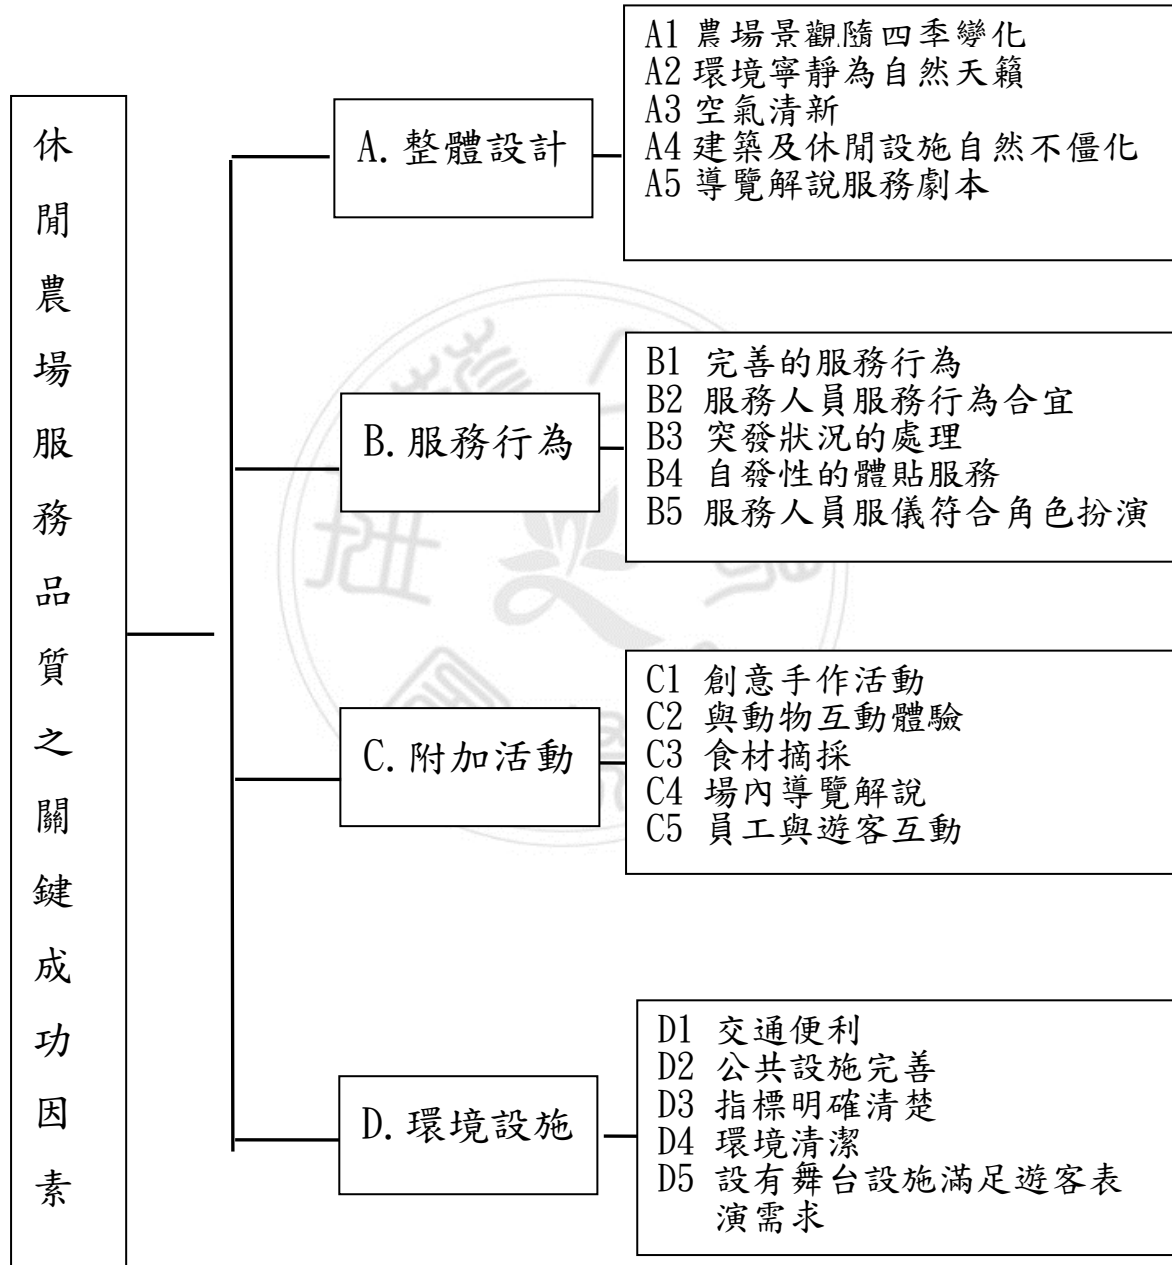 休閒農場服務品質之關鍵成功因素
A.整體設計
A1 農場景觀隨四季變化
A2 環境寧靜為自然天籟
A3 空氣清新
A4 建築及休閒設施自然不僵化
A5 導覽解說服務劇本
B.服務行為
B1 完善的服務行為
B2 服務人員服務行為合宜
B3 突發狀況的處理
B4 自發性的體貼服務
B5 服務人員服儀符合角色扮演
C.附加活動
C1 創意手作活動
C2 與動物互動體驗
C3 食材摘採
C4 場內導覽解說
C5 員工與遊客互動
D.環境設施
D1 交通便利
D2 公共設施完善
D3 指標明確清楚
D4 環境清潔
D5 設有舞台設施滿足遊客表
演需求